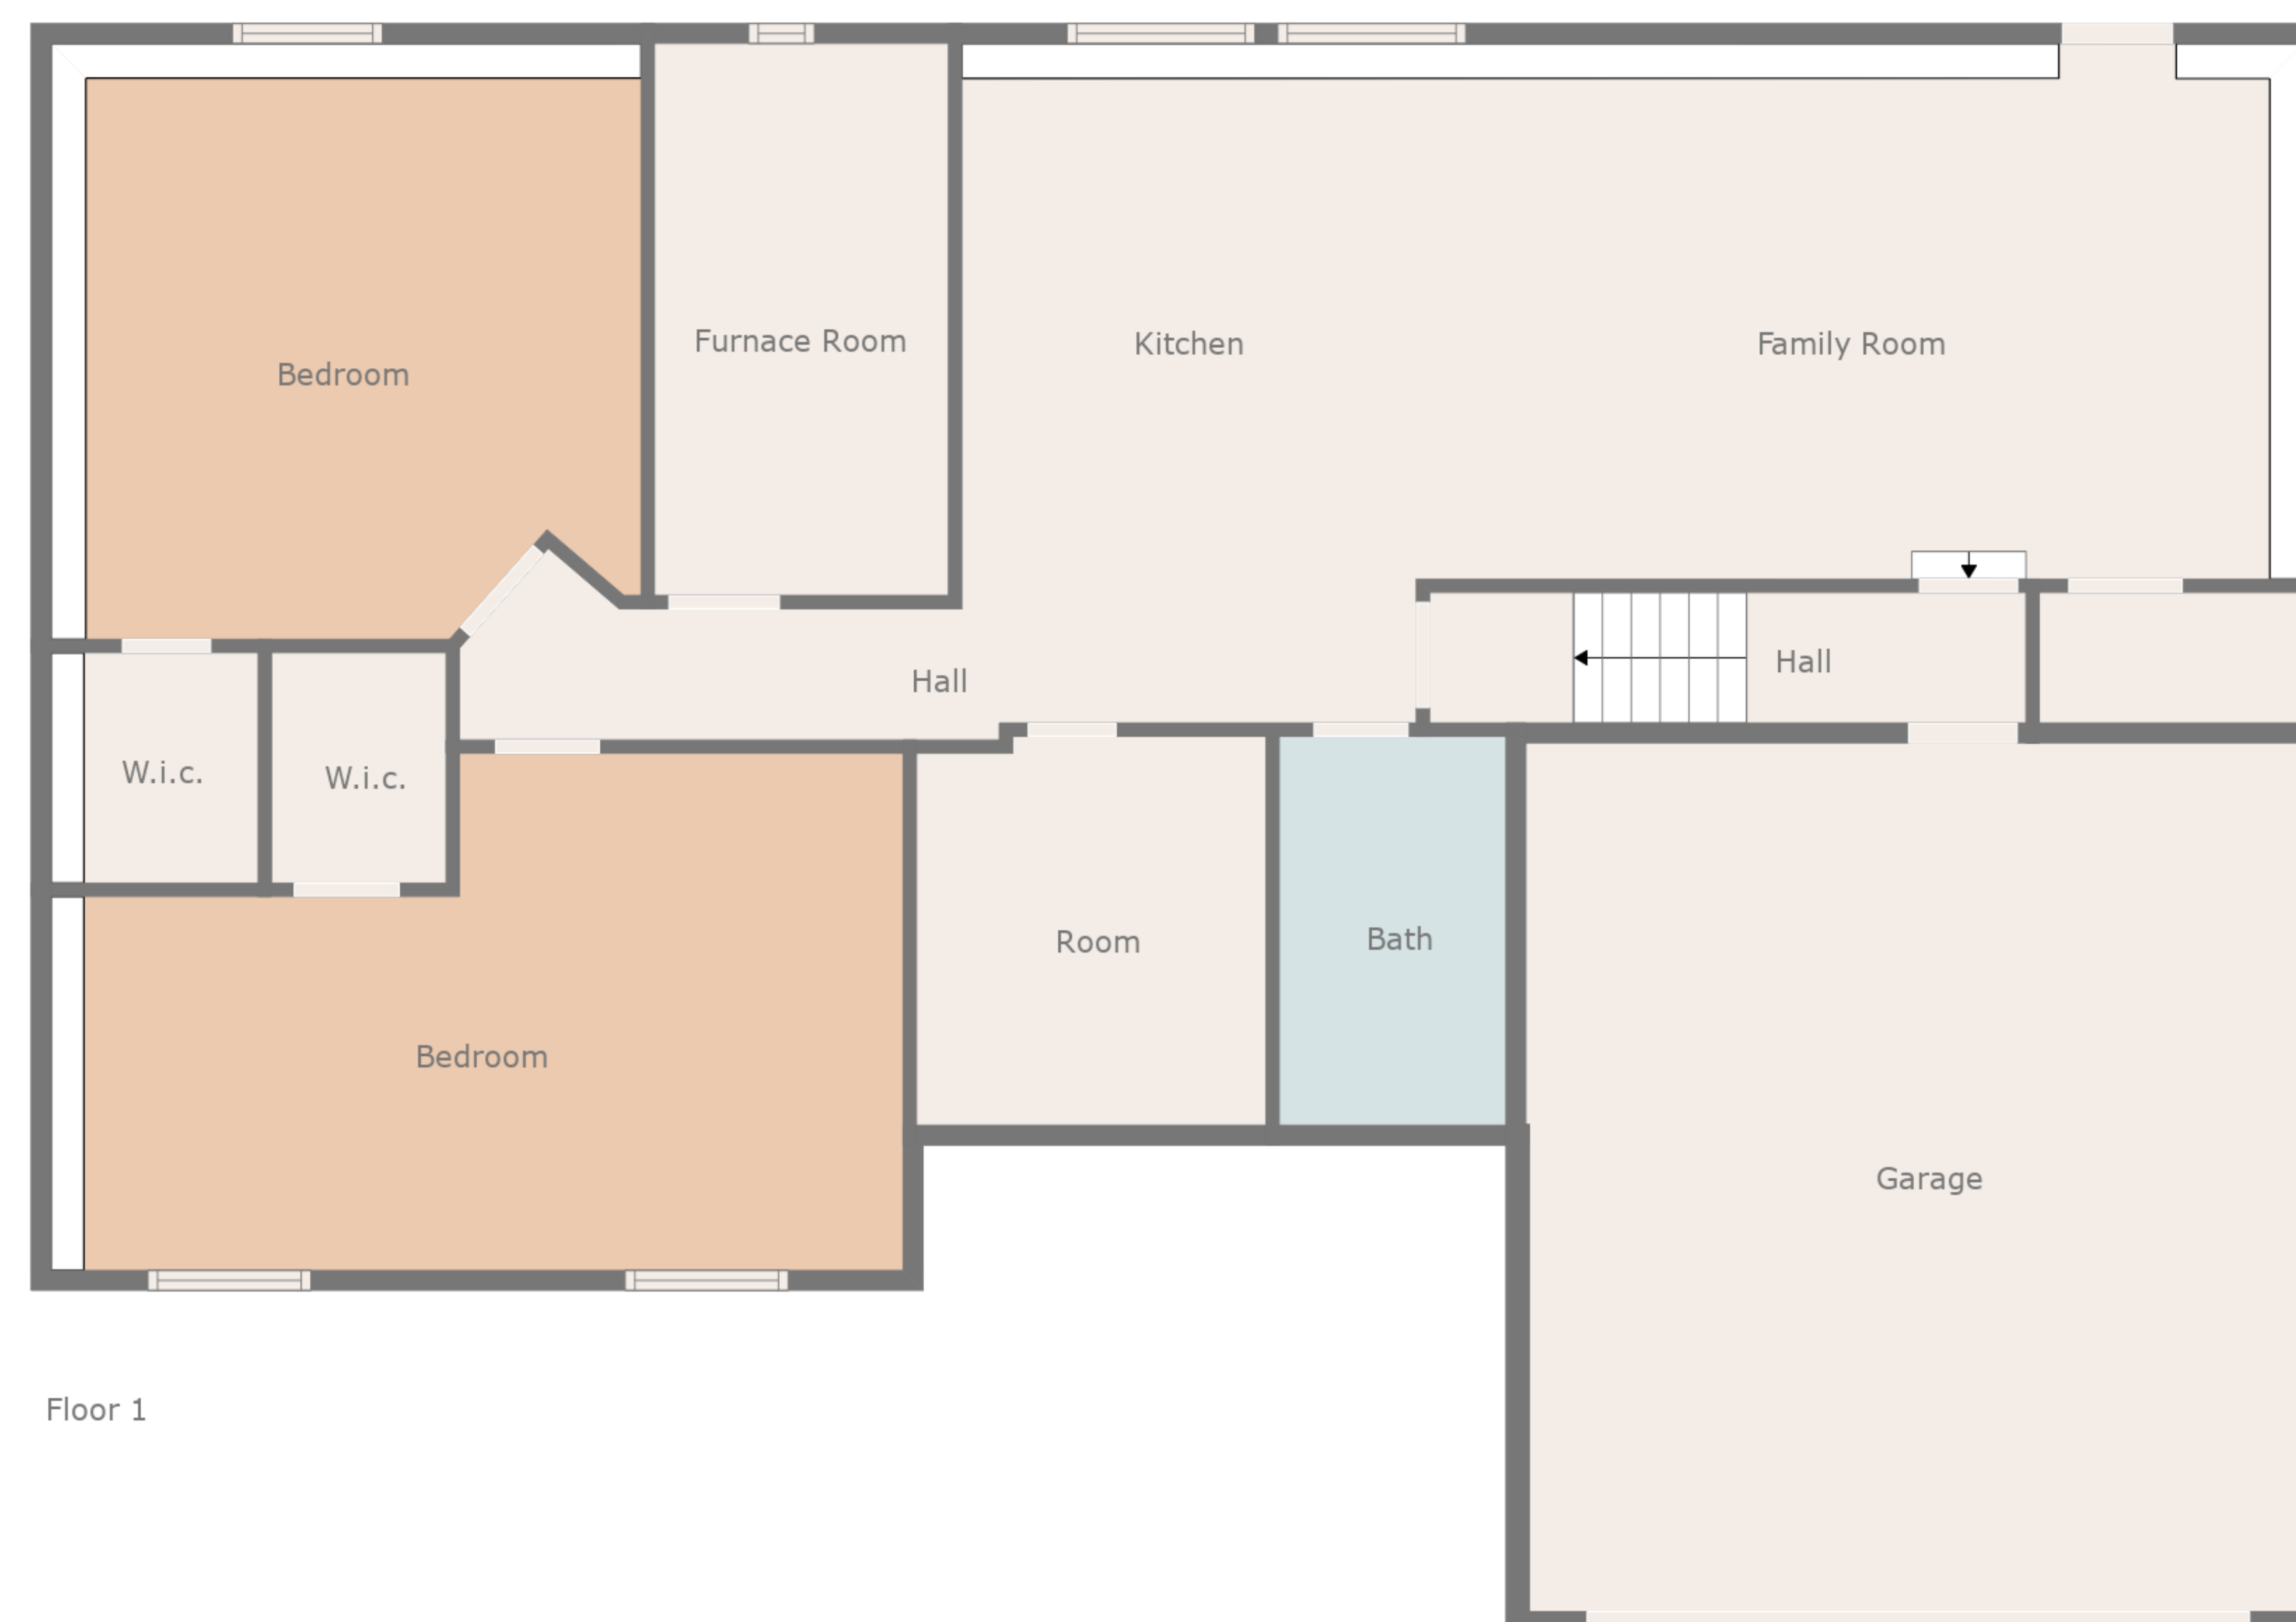 Furnace Room
Kitchen
Family Room
Bedroom
Hall
Hall
W.i.c.
W.i.c.
Room
Bath
Bedroom
Garage
Floor 1